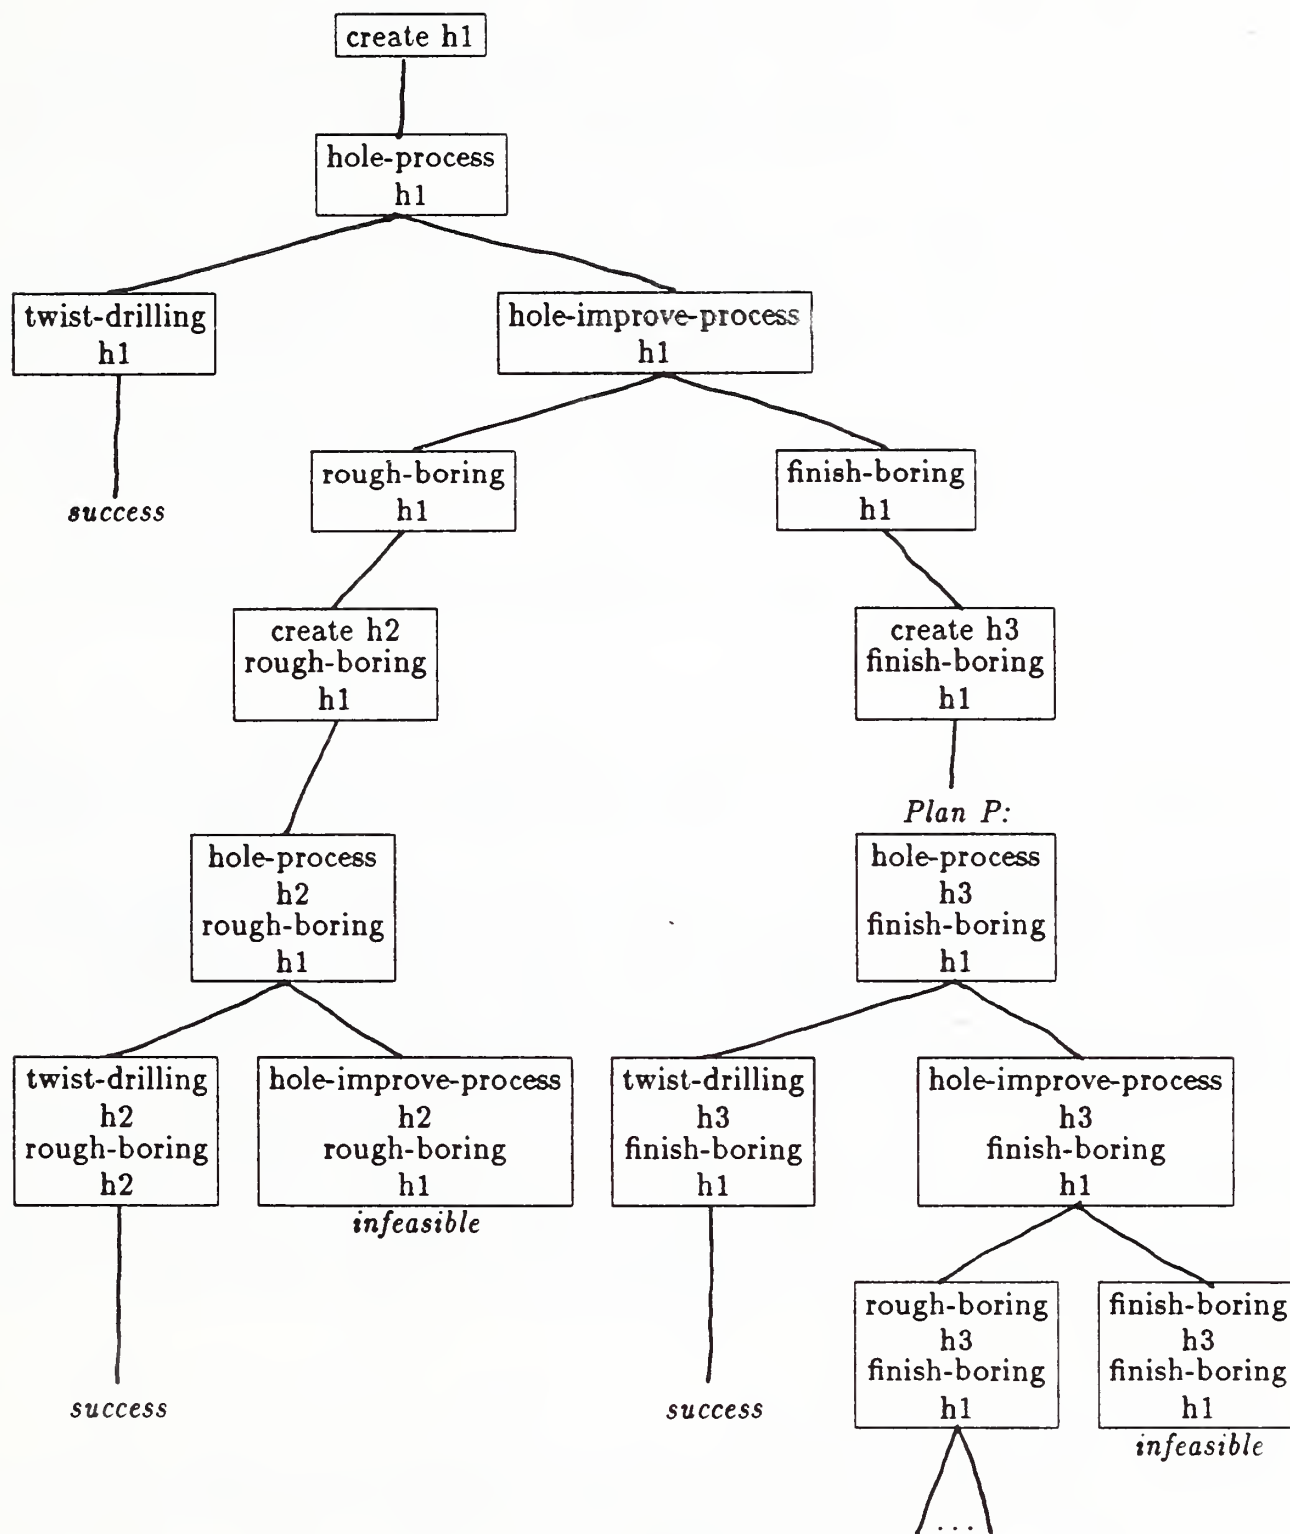 create h1
hole-process
h1
twist-drilling
h1
hole-improve-process
h1
success
rough-boring
h1
finish-boring
h1
create h2
rough-boring
h1
create h3
finish-boring
h1
Plan P:
hole-process
h2
rough-boring
h1
hole-process
h3
finish-boring
h1
twist-drilling
h2
rough-boring
h2
hole-improve-process
h2
rough-boring
h1
infeasible
twist-drilling
h3
finish-boring
h1
hole-improve-process
h3
finish-boring
h1
success
success
rough-boring
h3
finish-boring
h1
finish-boring
h3
finish-boring
h1
infeasible
...